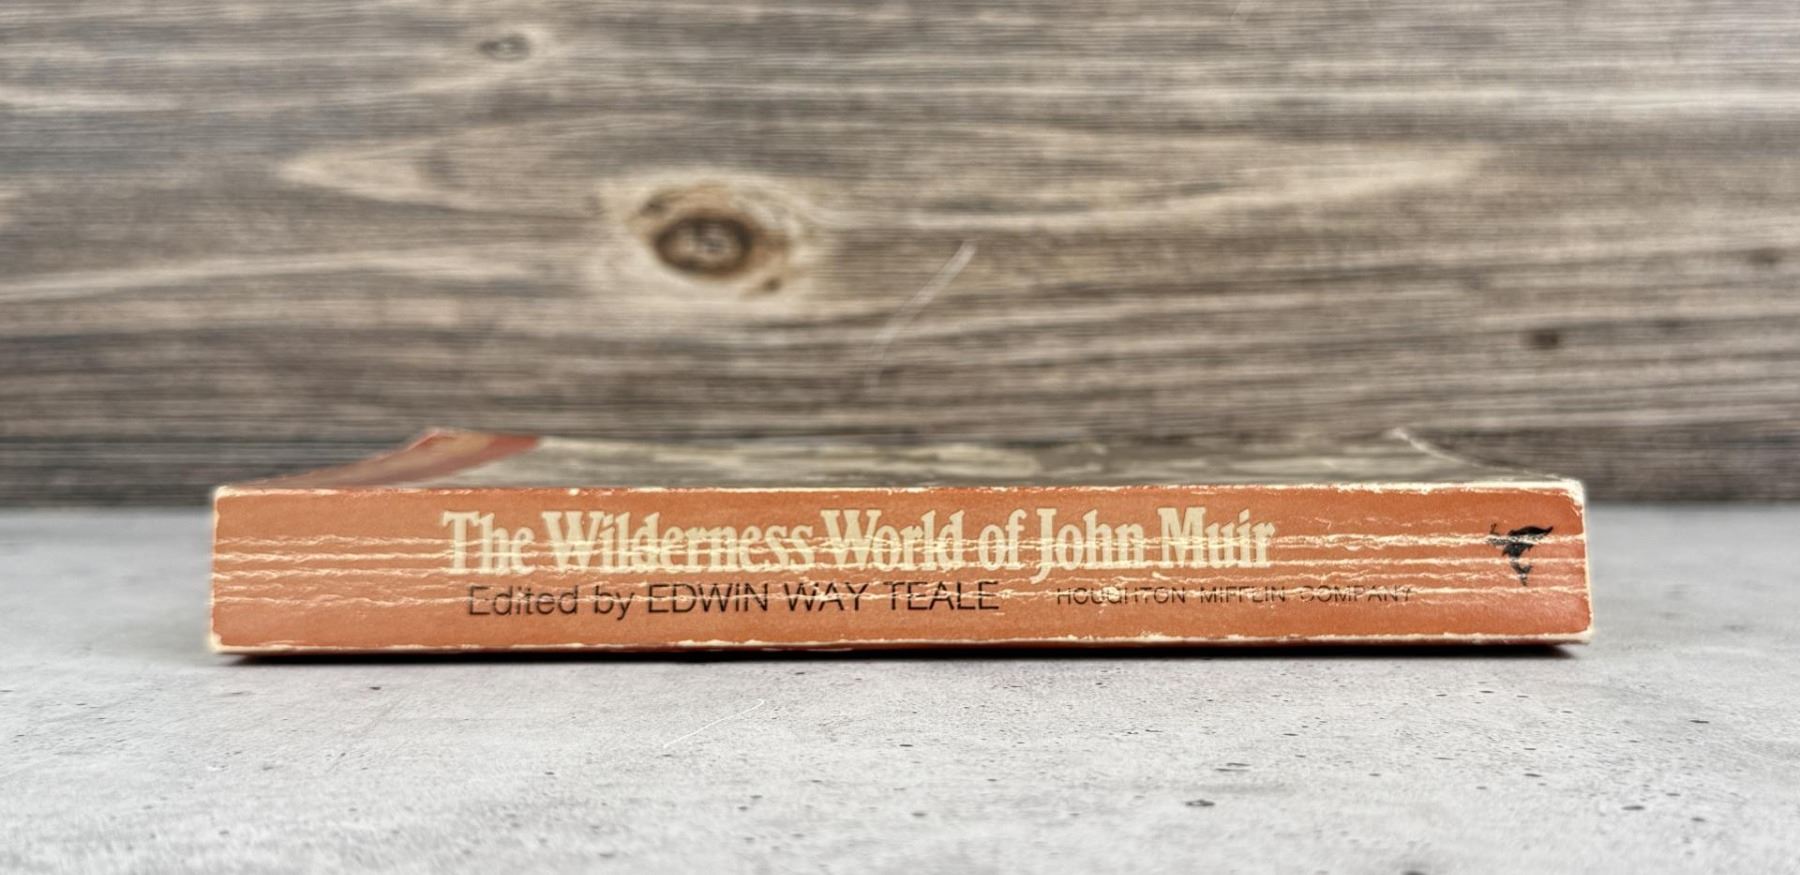 The Wilderness World of John Muir
Edited by EDWIN WAY TEALE HOUGHTON MIFFLIN COMPANY